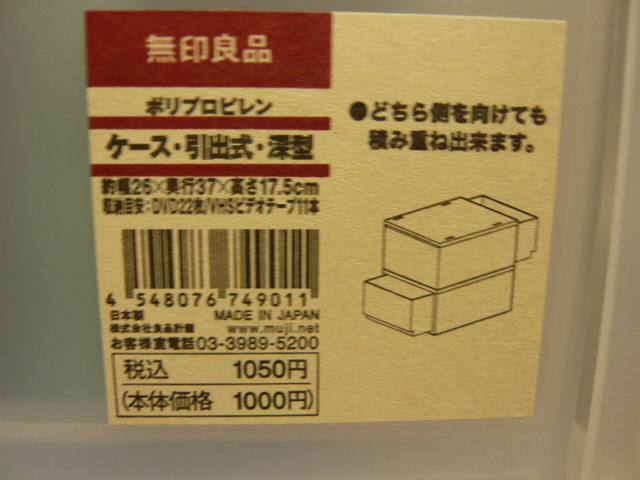 無印良品
ポリプロピレン
ケース・引出式・深型
約幅26×奥行37×高さ17.5cm
収納目安:DVD22枚/VHSビデオテープ11本
4 548076 749011
日本製 MADE IN JAPAN
株式会社良品計画 www.muji.net
お客様室電話03-3989-5200
税込 1050円
(本体価格 1000円)
●どちら側を向けても
積み重ね出来ます。